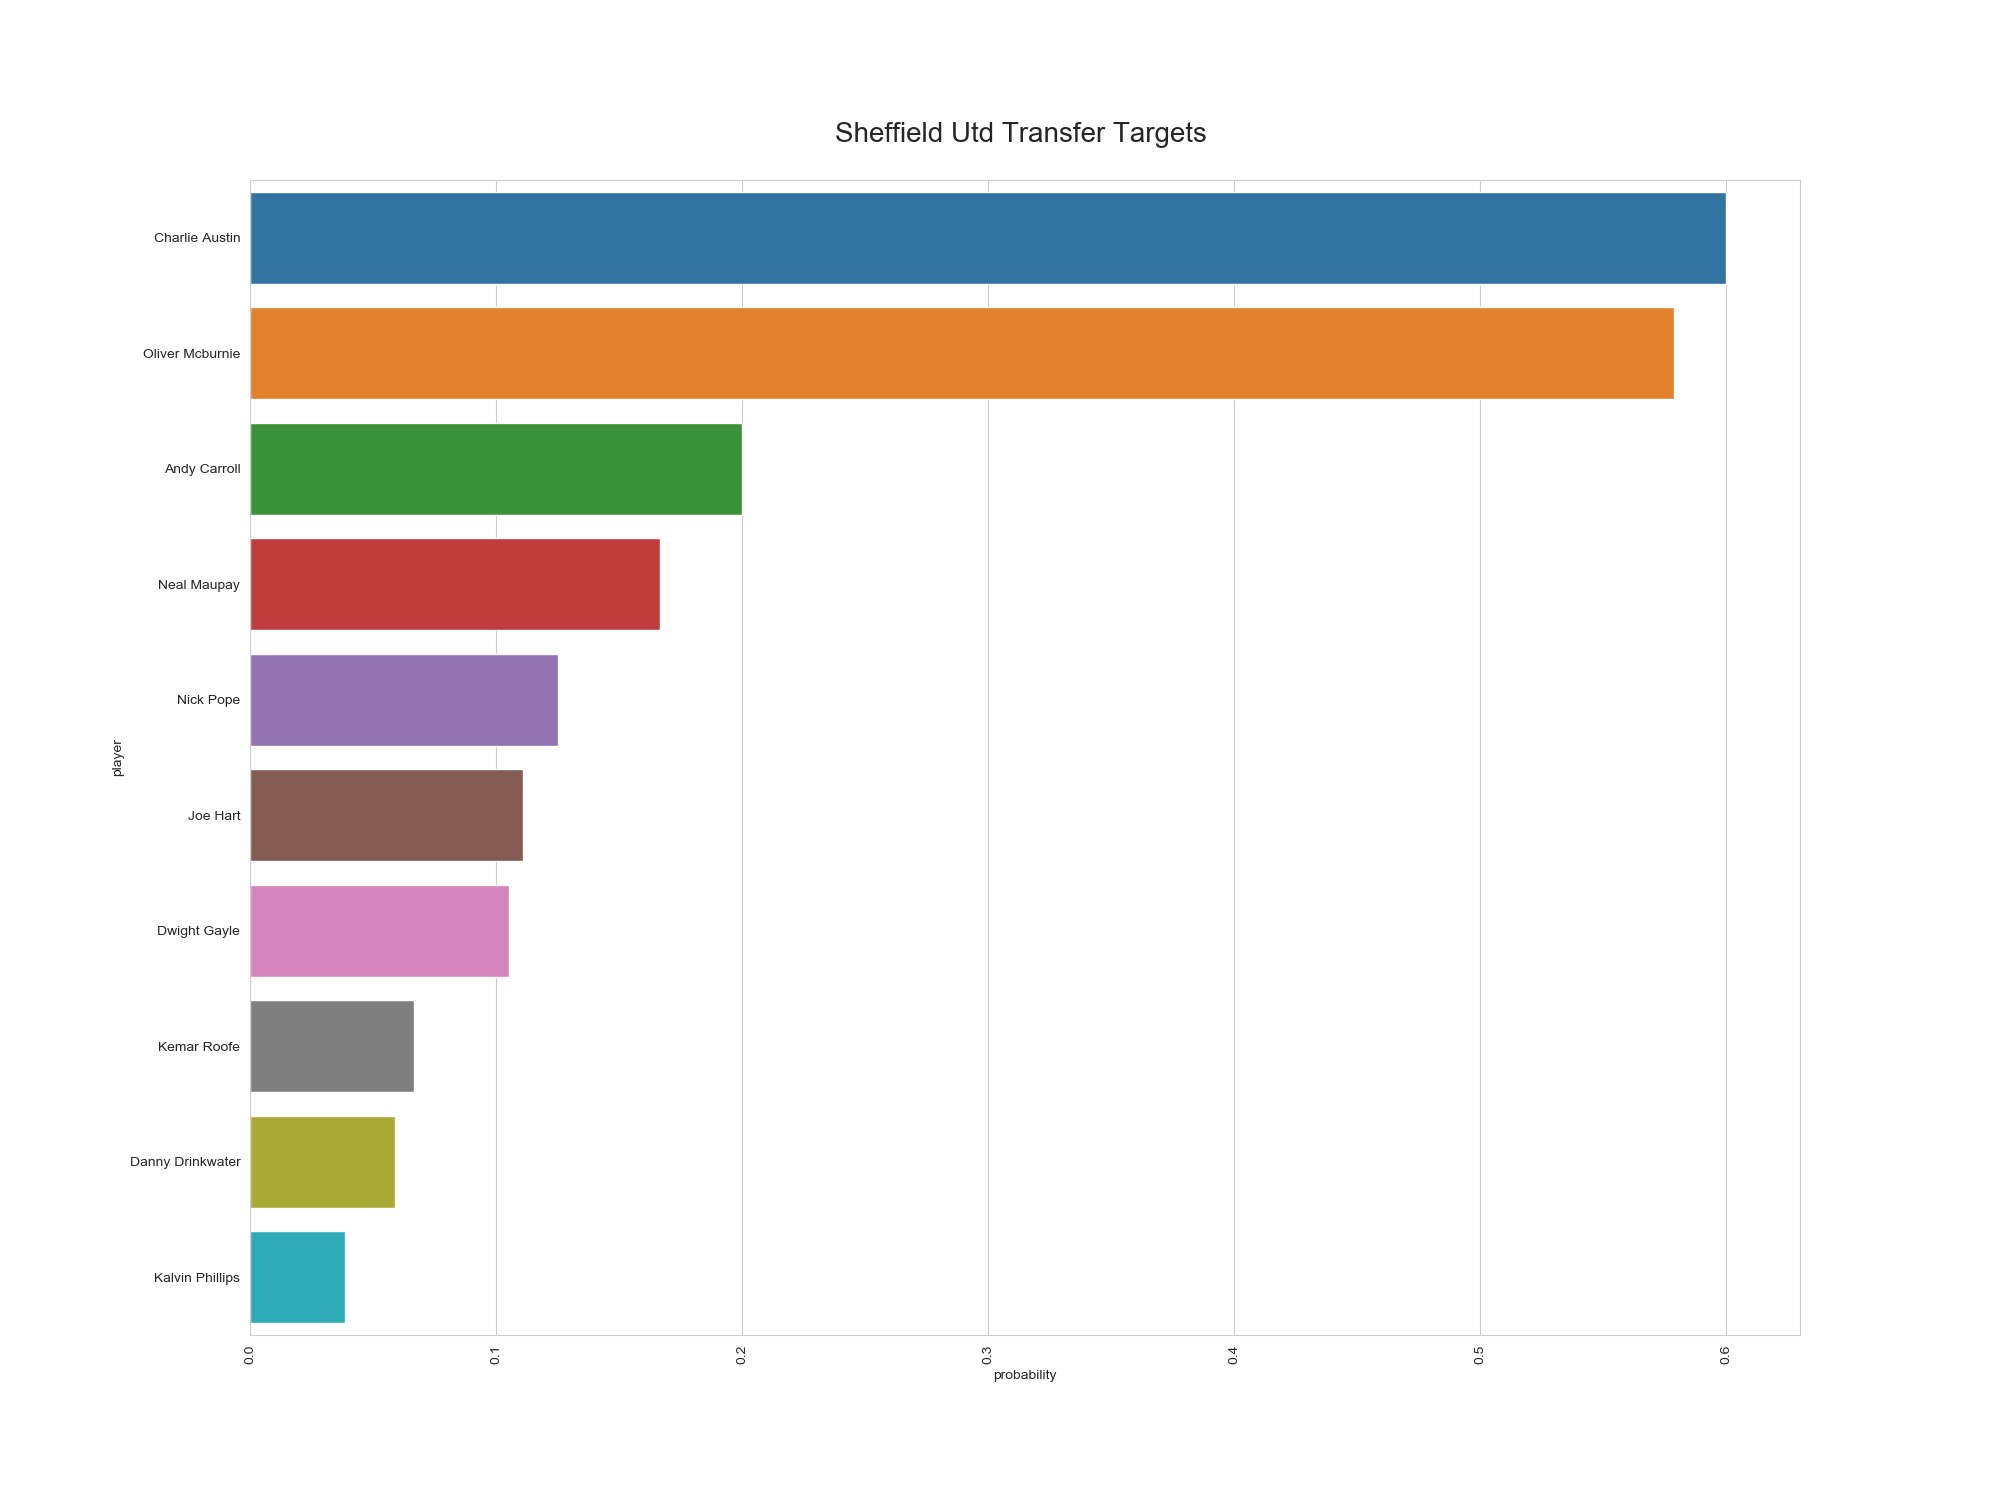 Sheffield Utd Transfer Targets
Charlie Austin
Oliver Mcburnie
Andy Carroll
Neal Maupay
Nick Pope
Joe Hart
Dwight Gayle
Kemar Roofe
Danny Drinkwater
Kalvin Phillips
player
0.0 0.1 0.2 0.3 0.4 0.5 0.6
probability